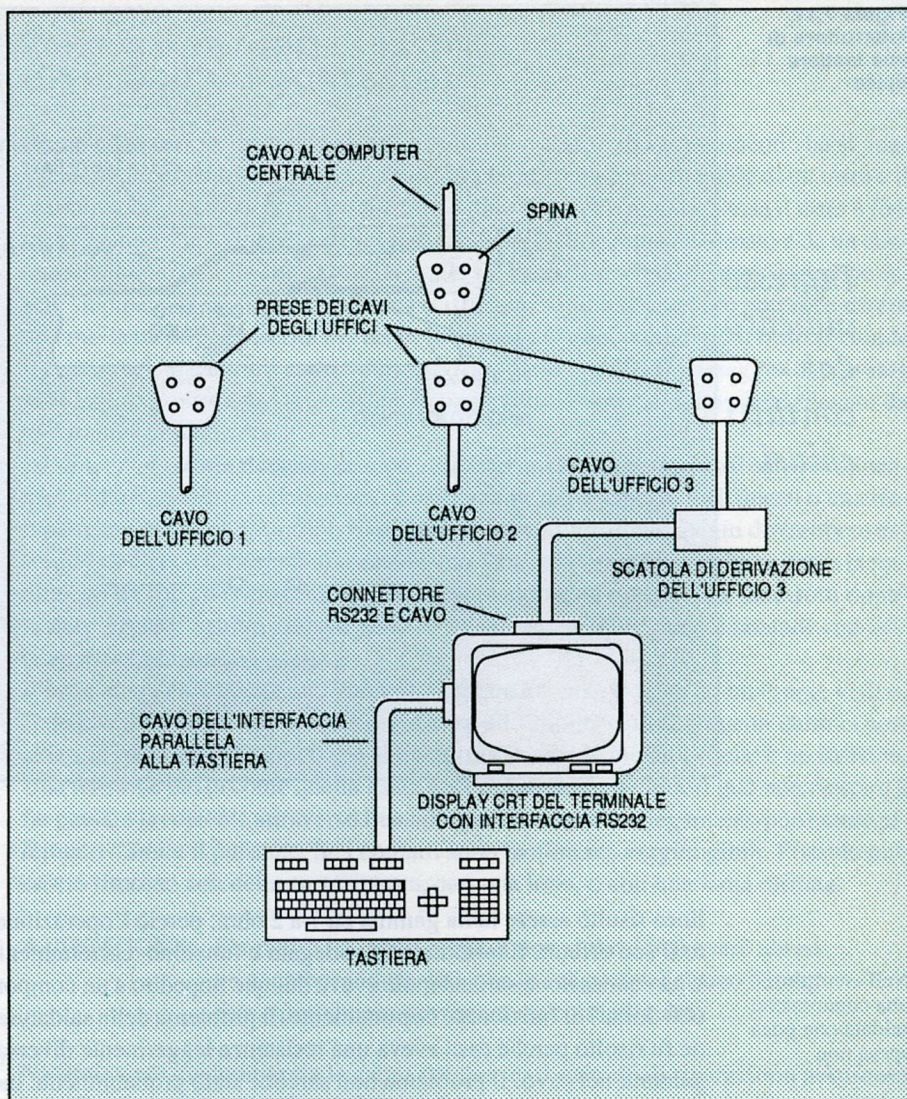 CAVO AL COMPUTER
CENTRALE
SPINA
PRESE DEI CAVI
DEGLI UFFICI
CAVO
DELL'UFFICIO 3
CAVO
DELL'UFFICIO 1
CAVO
DELL'UFFICIO 2
SCATOLA DI DERIVAZIONE
DELL'UFFICIO 3
CONNETTORE
RS232 E CAVO
CAVO DELL'INTERFACCIA
PARALLELA
ALLA TASTIERA
DISPLAY CRT DEL TERMINALE
CON INTERFACCIA RS232
TASTIERA